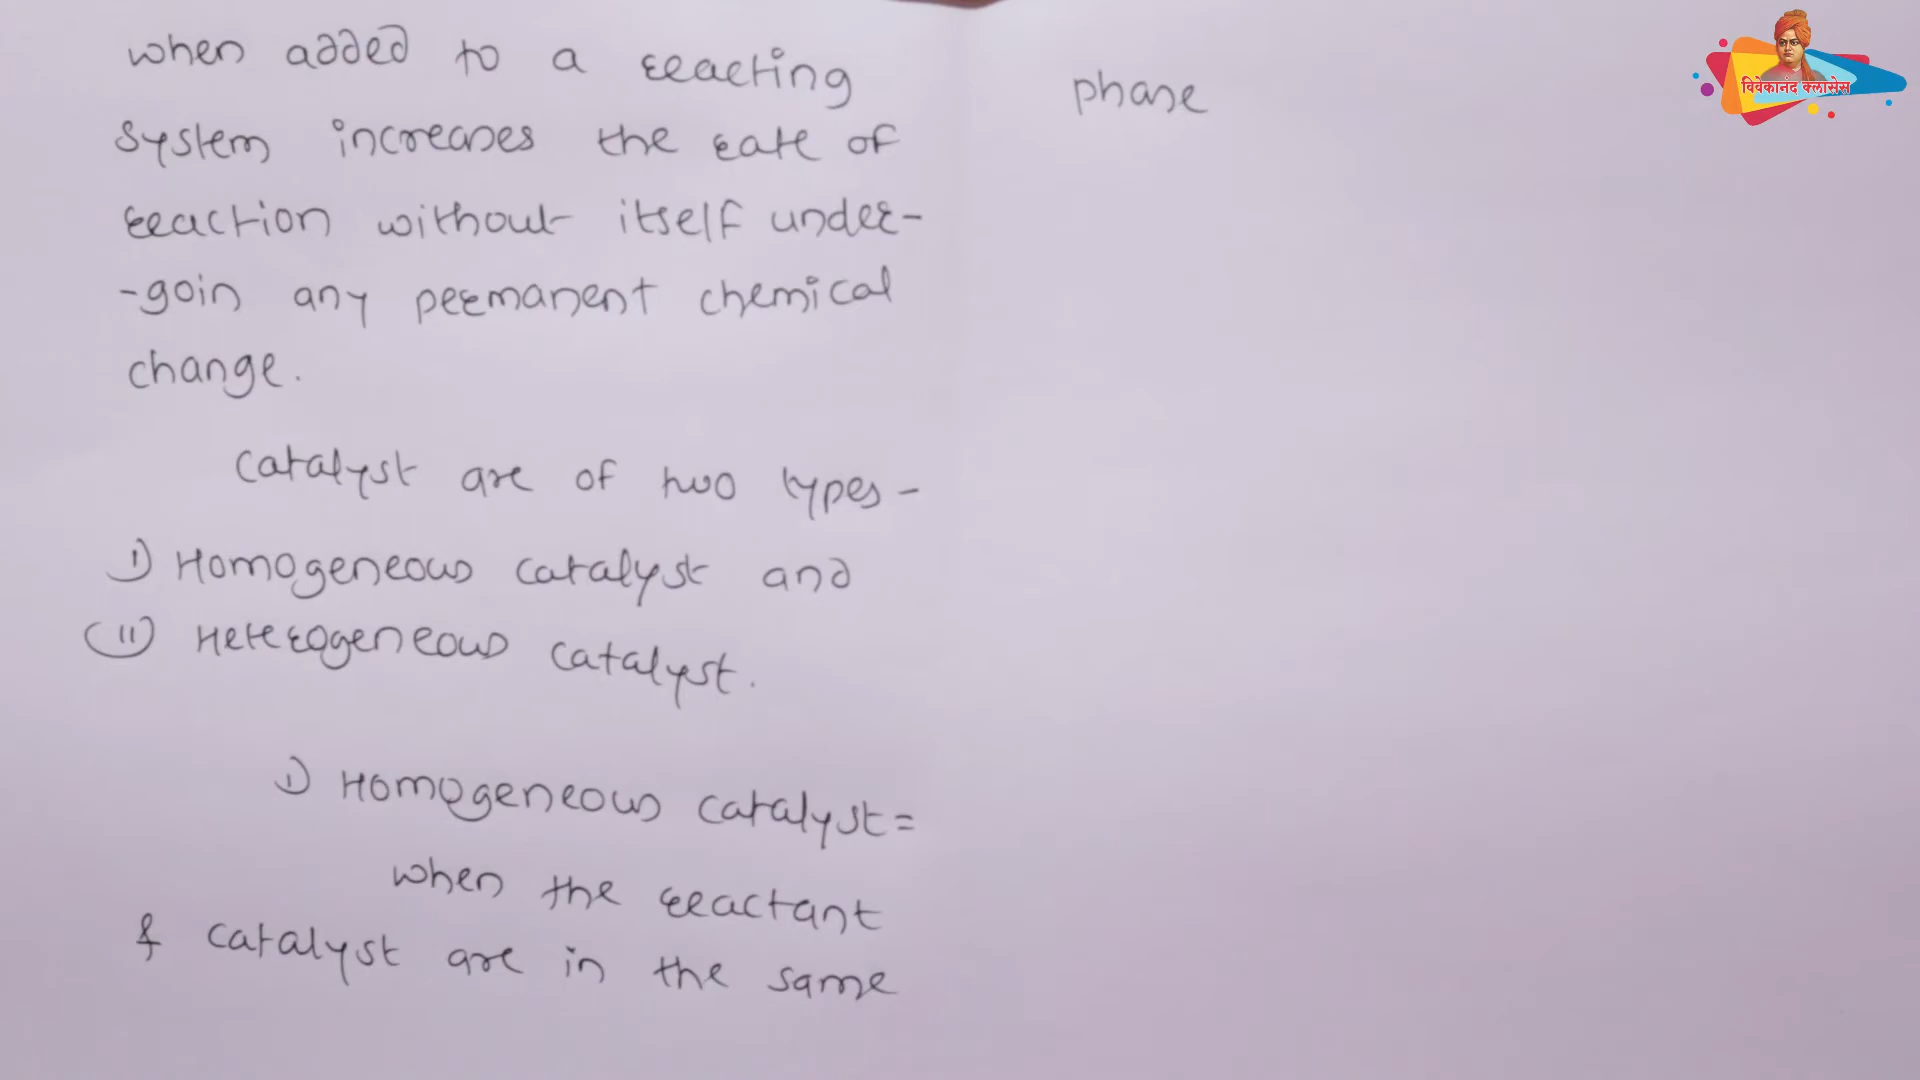 when added to a reacting
system increases the rate of
reaction without itself under-
-goin any permanent chemical
change.
catalyst are of two types -
i) Homogeneous catalyst and
(ii) Heterogeneous catalyst.
i) Homogeneous catalyst =
when the reactant
& catalyst are in the same
phase
विवेकानंद क्लासेस